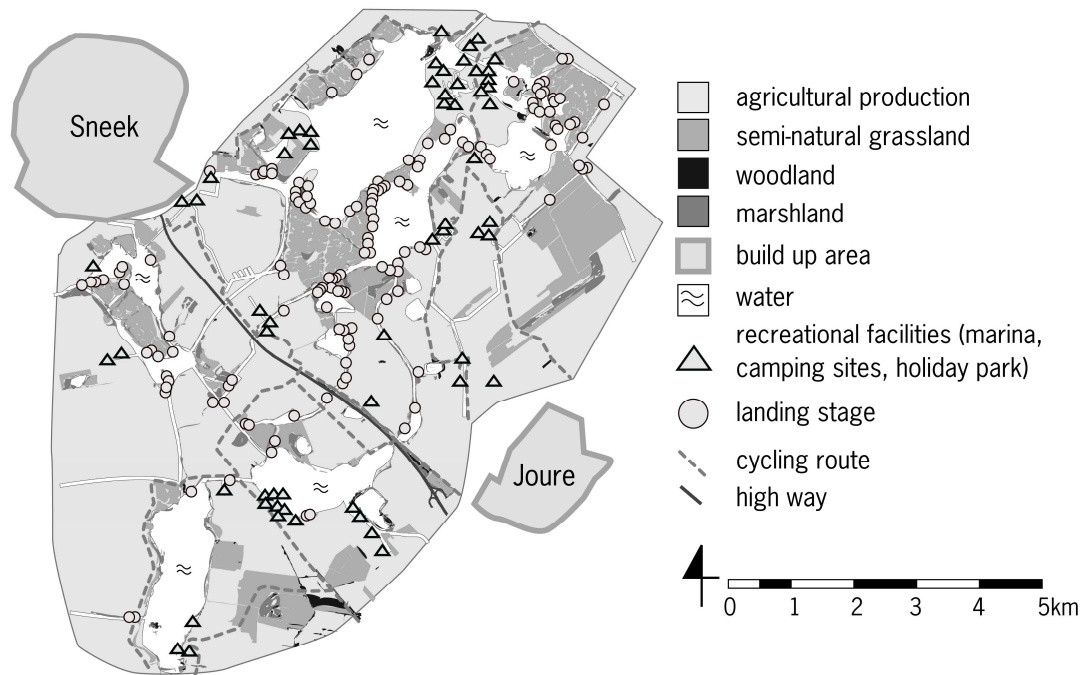 Sneek
Joure
agricultural production
semi-natural grassland
woodland
marshland
build up area
water
recreational facilities (marina,
camping sites, holiday park)
landing stage
cycling route
high way
0 1 2 3 4 5km